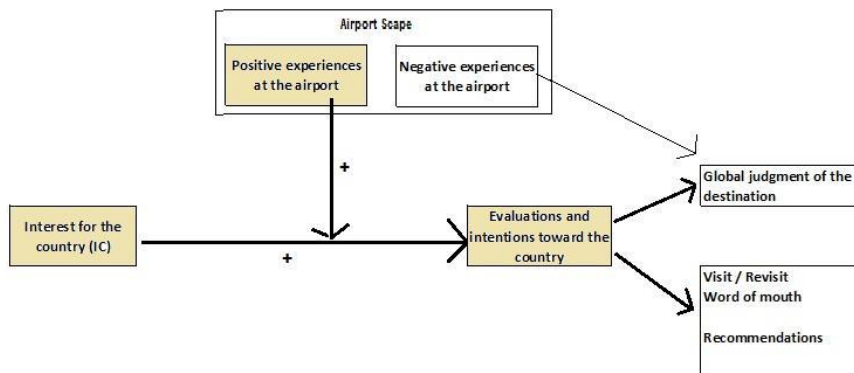 Airport Scape
Positive experiences
at the airport
Negative experiences
at the airport
+
Global judgment of the
destination
Interest for the
country (IC)
+
Evaluations and
intentions toward the
country
Visit / Revisit
Word of mouth
Recommendations